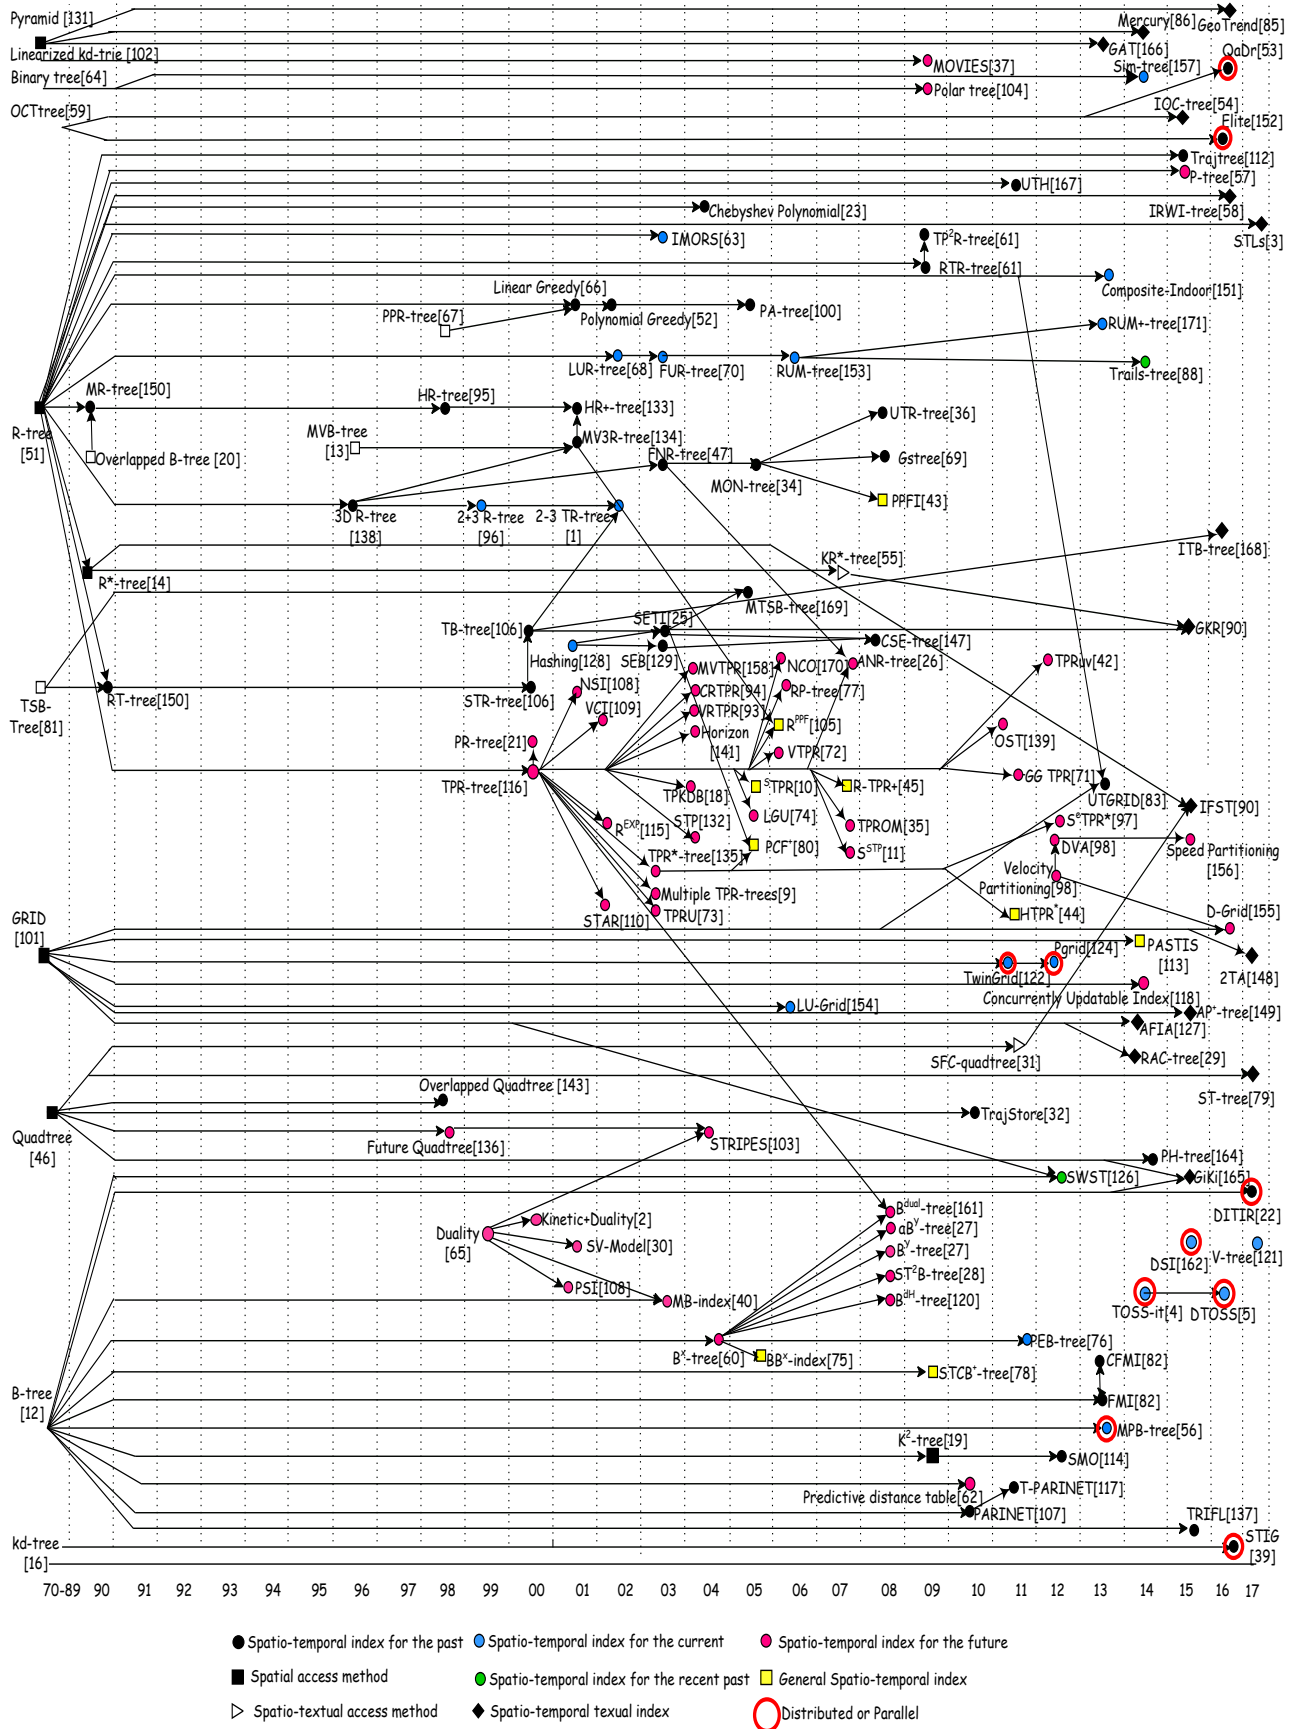 Pyramid [131]
Mercury[86]
GeoTrend[85]
Linearized kd-trie [102]
GAT[166]
QaDr[53]
MOVIES[37]
Sim-tree[157]
Binary tree[64]
Polar tree[104]
OCTtree[59]
IOC-tree[54]
Elite[152]
Trajtree[112]
P-tree[57]
UTH[167]
IRWI-tree[58]
Chebyshev Polynomial[23]
STLs[3]
IMORS[63]
TP²R-tree[61]
RTR-tree[61]
Composite-Indoor[151]
Linear Greedy[66]
PPR-tree[67]
Polynomial Greedy[52]
PA-tree[100]
RUM+-tree[171]
LUR-tree[68]
FUR-tree[70]
RUM-tree[153]
Trails-tree[88]
MR-tree[150]
HR-tree[95]
HR+-tree[133]
UTR-tree[36]
R-tree
[51]
MVB-tree
[13]
MV3R-tree[134]
Overlapped B-tree [20]
FNR-tree[47]
Gstree[69]
MON-tree[34]
PPFI[43]
3D R-tree
[138]
2+3 R-tree
[96]
2-3 TR-tree
[1]
ITB-tree[168]
KR*-tree[55]
R*-tree[14]
MTSB-tree[169]
TB-tree[106]
SETI[25]
GKR[90]
Hashing[128]
SEB[129]
CSE-tree[147]
MVTPR[158]
NCO[170]
ANR-tree[26]
TPRuv[42]
TSB-
Tree[81]
RT-tree[150]
STR-tree[106]
NSI[108]
CRTPR[94]
RP-tree[77]
VCI[109]
VRTPR[93]
R^PPF[105]
PR-tree[21]
Horizon
[141]
VTPR[72]
OST[139]
TPR-tree[116]
GG TPR[71]
TPKDB[18]
STPR[10]
R-TPR+[45]
UTGRID[83]
IFST[90]
R^EXP[115]
STP[132]
LGU[74]
TPROM[35]
S^eTPR*[97]
TPR*-tree[135]
PCF⁺[80]
S^STP[11]
DVA[98]
Speed Partitioning
[156]
Velocity
Partitioning[98]
Multiple TPR-trees[9]
STAR[110]
TPRU[73]
HTPR*[44]
D-Grid[155]
GRID
[101]
PASTIS
[113]
Pgrid[124]
TwinGrid[122]
2TA[148]
Concurrently Updatable Index[118]
LU-Grid[154]
AP⁺-tree[149]
AFIA[127]
SFC-quadtree[31]
RAC-tree[29]
Overlapped Quadtree [143]
ST-tree[79]
TrajStore[32]
Quadtree
[46]
Future Quadtree[136]
STRIPES[103]
PH-tree[164]
SWST[126]
GiKi[165]
DITIR[22]
B^dual-tree[161]
Kinetic+Duality[2]
αB^Y-tree[27]
Duality
[65]
SV-Model[30]
B^Y-tree[27]
DSI[162]
V-tree[121]
PSI[108]
ST²B-tree[28]
MB-index[40]
B^dH-tree[120]
TOSS-it[4]
DTOSS[5]
B^x-tree[60]
BB^x-index[75]
PEB-tree[76]
STCB⁺-tree[78]
CFMI[82]
B-tree
[12]
FMI[82]
MPB-tree[56]
K²-tree[19]
SMO[114]
Predictive distance table[62]
T-PARINET[117]
PARINET[107]
TRIFL[137]
kd-tree
[16]
STIG
[39]
70-89 90 91 92 93 94 95 96 97 98 99 00 01 02 03 04 05 06 07 08 09 10 11 12 13 14 15 16 17
Spatio-temporal index for the past
Spatio-temporal index for the current
Spatio-temporal index for the future
Spatial access method
Spatio-temporal index for the recent past
General Spatio-temporal index
Spatio-textual access method
Spatio-temporal texual index
Distributed or Parallel